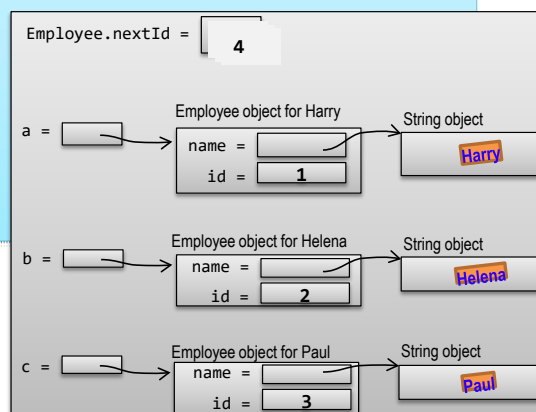 Employee.nextId = 4
Employee object for Harry
String object
a =
name =
Harry
id = 1
Employee object for Helena
String object
b =
name =
Helena
id = 2
Employee object for Paul
String object
c =
name =
Paul
id = 3